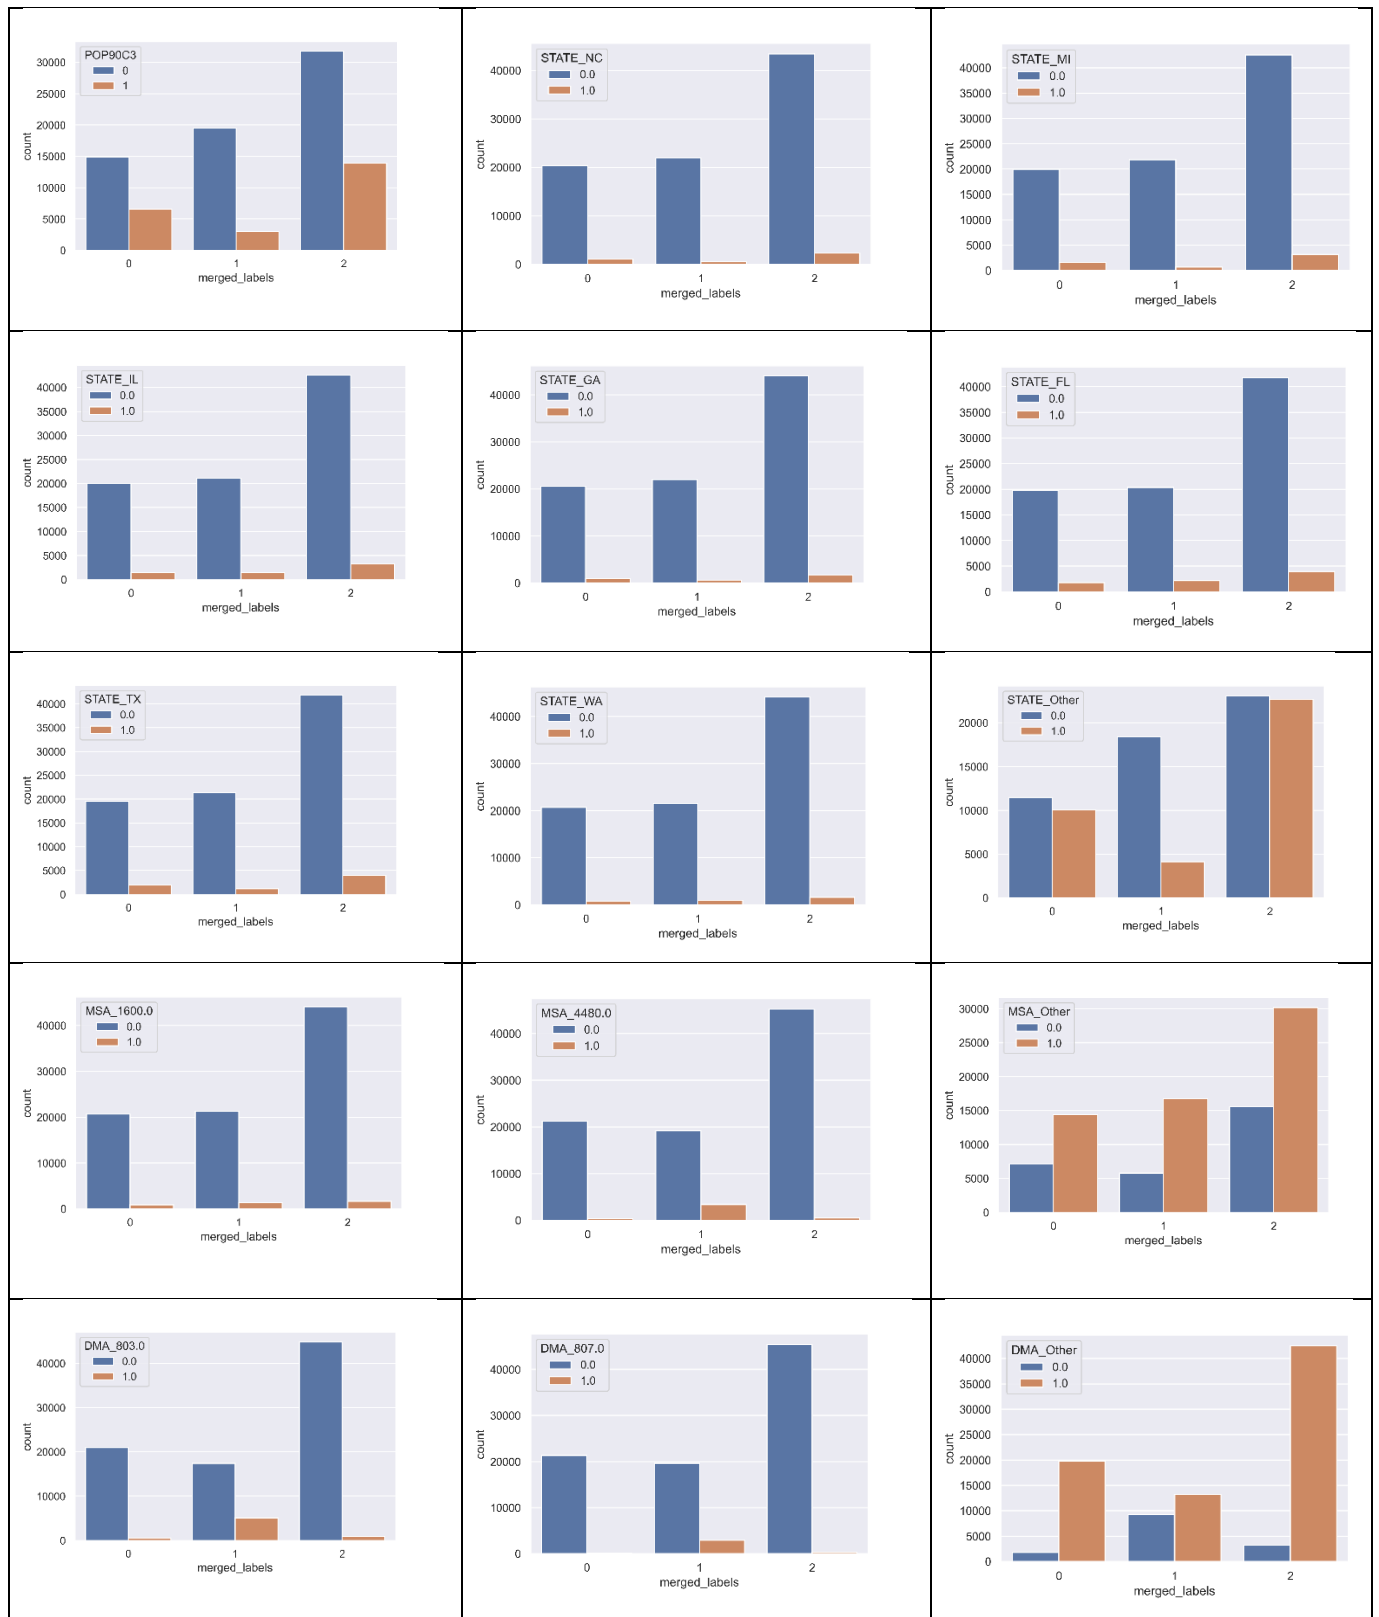 POP90C3
0
1
30000
25000
20000
15000
10000
5000
0
count
0 1 2
merged_labels
STATE_NC
0.0
1.0
40000
30000
20000
10000
0
count
0 1 2
merged_labels
STATE_MI
0.0
1.0
40000
35000
30000
25000
20000
15000
10000
5000
0
count
0 1 2
merged_labels
STATE_IL
0.0
1.0
40000
35000
30000
25000
20000
15000
10000
5000
0
count
0 1 2
merged_labels
STATE_GA
0.0
1.0
40000
30000
20000
10000
0
count
0 1 2
merged_labels
STATE_FL
0.0
1.0
40000
35000
30000
25000
20000
15000
10000
5000
0
count
0 1 2
merged_labels
STATE_TX
0.0
1.0
40000
35000
30000
25000
20000
15000
10000
5000
0
count
0 1 2
merged_labels
STATE_WA
0.0
1.0
40000
30000
20000
10000
0
count
0 1 2
merged_labels
STATE_Other
0.0
1.0
20000
15000
10000
5000
0
count
0 1 2
merged_labels
MSA_1600.0
0.0
1.0
40000
30000
20000
10000
0
count
0 1 2
merged_labels
MSA_4480.0
0.0
1.0
40000
30000
20000
10000
0
count
0 1 2
merged_labels
MSA_Other
0.0
1.0
30000
25000
20000
15000
10000
5000
0
count
0 1 2
merged_labels
DMA_803.0
0.0
1.0
40000
30000
20000
10000
0
count
0 1 2
merged_labels
DMA_807.0
0.0
1.0
40000
30000
20000
10000
0
count
0 1 2
merged_labels
DMA_Other
0.0
1.0
40000
35000
30000
25000
20000
15000
10000
5000
0
count
0 1 2
merged_labels